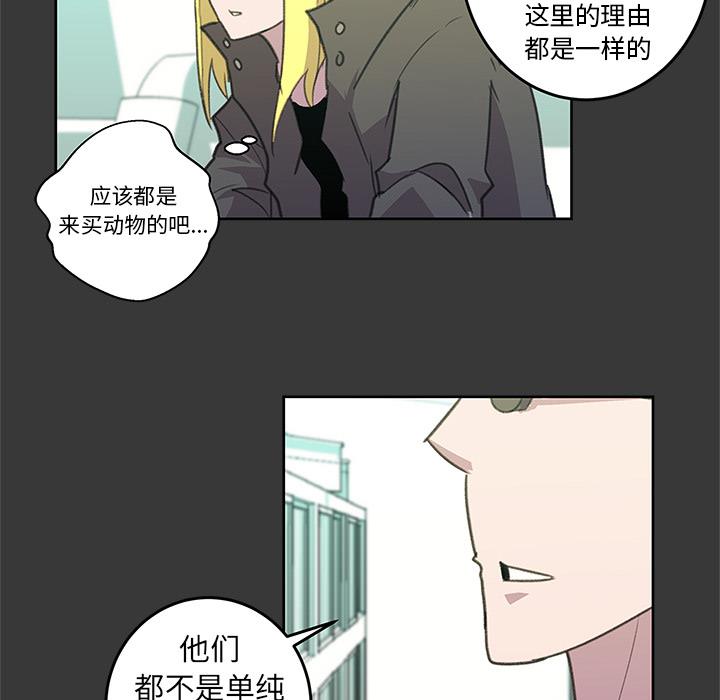 这里的理由
都是一样的
应该都是
来买动物的吧...
他们
都不是单纯